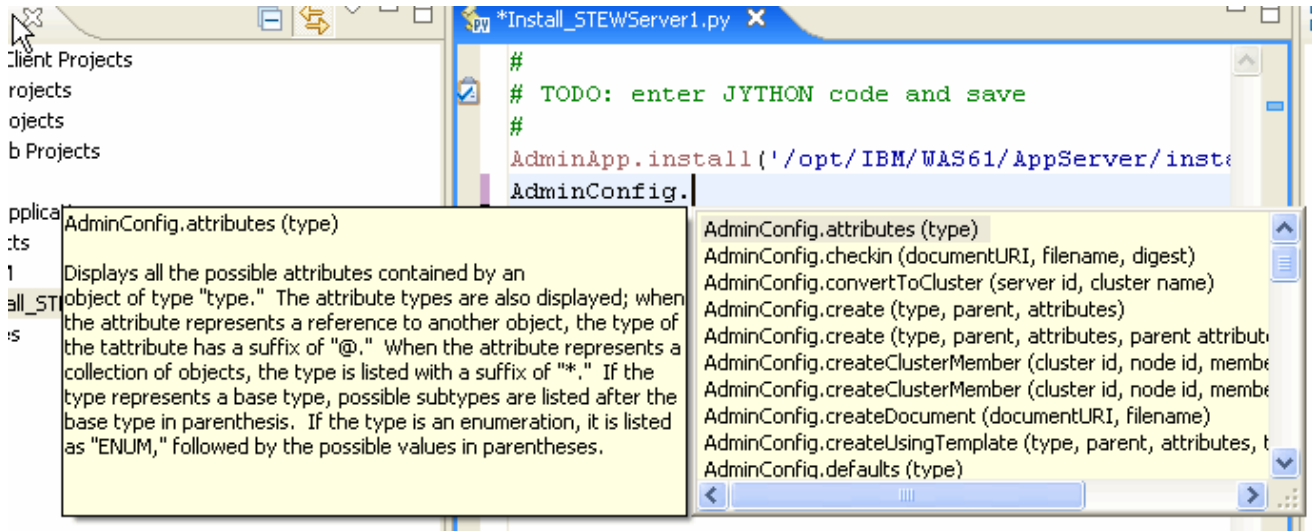 *Install_STEWServer1.py
Client Projects
rojects
ojects
b Projects
pplica
cts
all_STI
#
# TODO: enter JYTHON code and save
#
AdminApp.install('/opt/IBM/WAS61/AppServer/insta
AdminConfig.
AdminConfig.attributes (type)
Displays all the possible attributes contained by an
object of type "type." The attribute types are also displayed; when
the attribute represents a reference to another object, the type of
the tattribute has a suffix of "@." When the attribute represents a
collection of objects, the type is listed with a suffix of "*." If the
type represents a base type, possible subtypes are listed after the
base type in parenthesis. If the type is an enumeration, it is listed
as "ENUM," followed by the possible values in parentheses.
AdminConfig.attributes (type)
AdminConfig.checkin (documentURI, filename, digest)
AdminConfig.convertToCluster (server id, cluster name)
AdminConfig.create (type, parent, attributes)
AdminConfig.create (type, parent, attributes, parent attribut
AdminConfig.createClusterMember (cluster id, node id, membe
AdminConfig.createClusterMember (cluster id, node id, membe
AdminConfig.createDocument (documentURI, filename)
AdminConfig.createUsingTemplate (type, parent, attributes, t
AdminConfig.defaults (type)